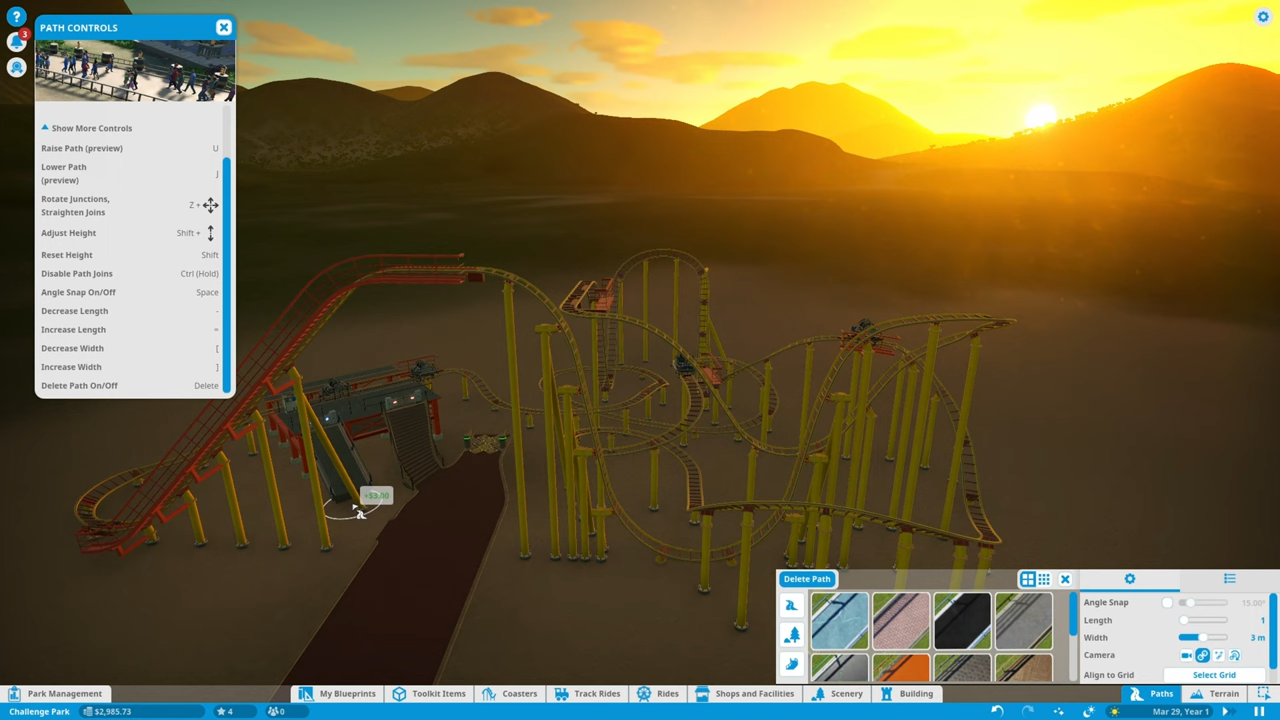 ?
PATH CONTROLS
3
Show More Controls
Raise Path (preview) U
Lower Path
(preview) J
Rotate Junctions,
Straighten Joins Z +
Adjust Height Shift +
Reset Height Shift
Disable Path Joins Ctrl (Hold)
Angle Snap On/Off Space
Decrease Length -
Increase Length =
Decrease Width [
Increase Width ]
Delete Path On/Off Delete
+$3.00
Delete Path
Angle Snap 15.00°
Length 1
Width 3 m
Camera
Align to Grid Select Grid
Park Management
My Blueprints
Toolkit Items
Coasters
Track Rides
Rides
Shops and Facilities
Scenery
Building
Paths
Terrain
Challenge Park $2,985.73 4 0 Mar 29, Year 1